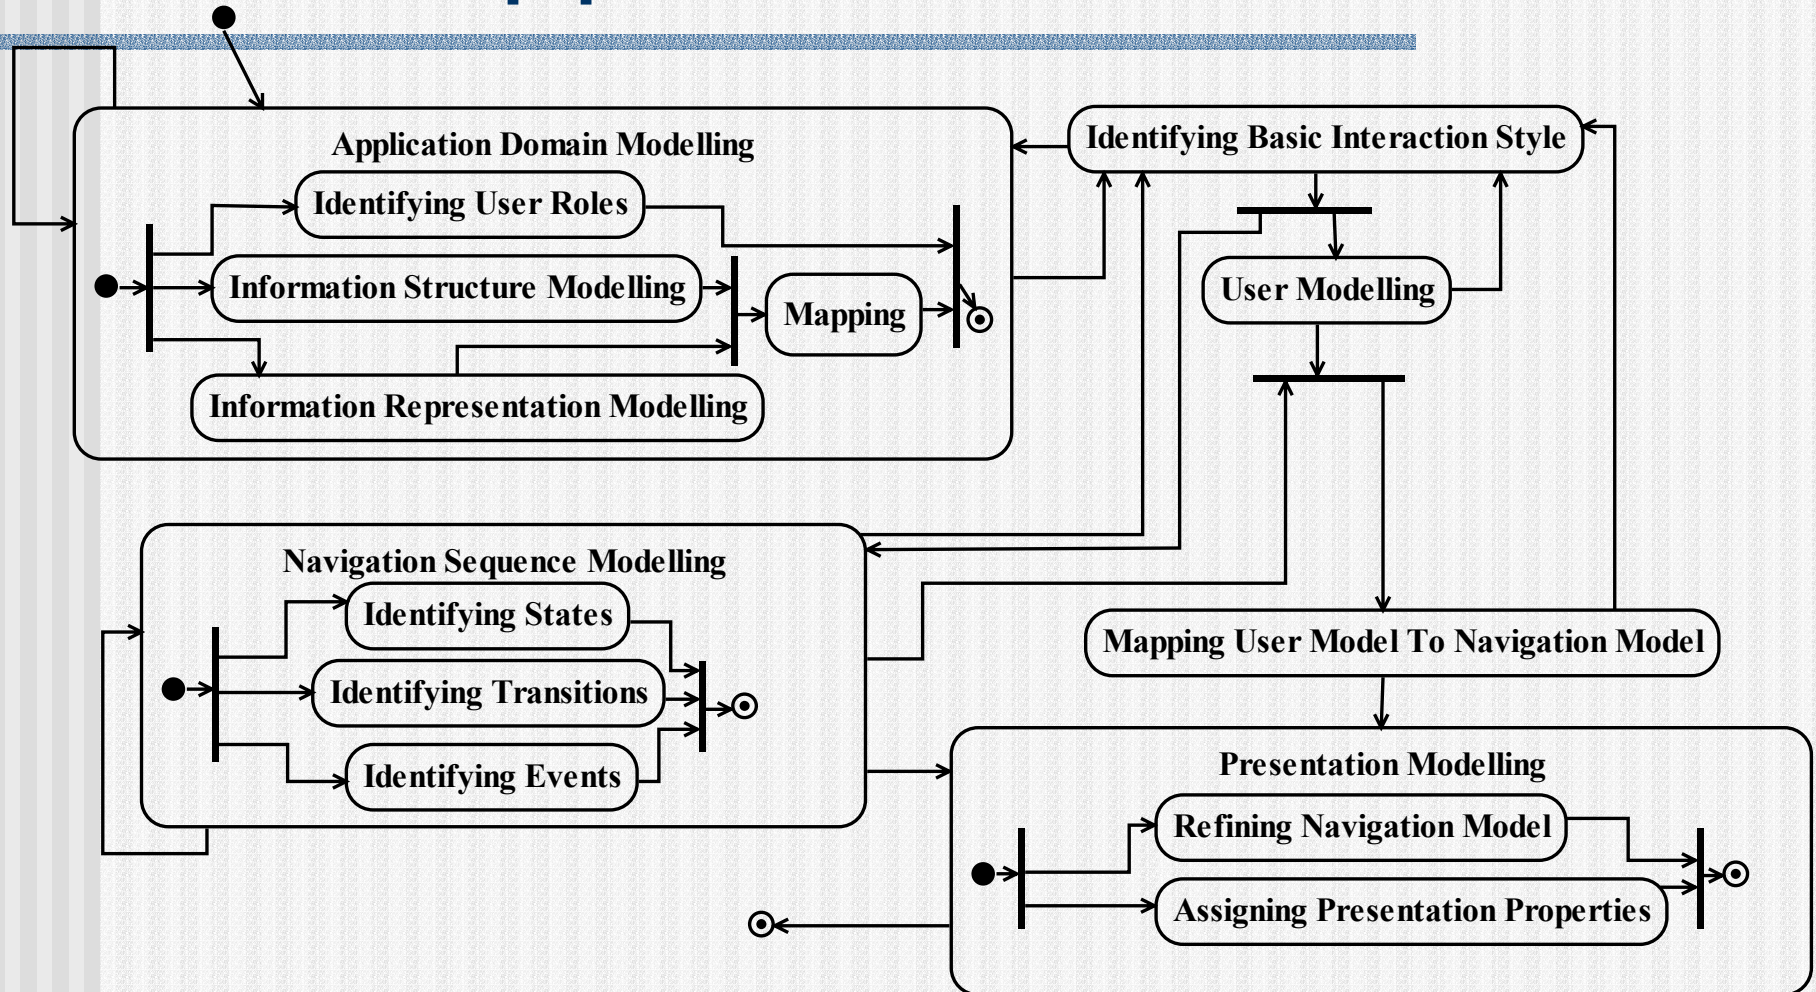 Application Domain Modelling
Identifying User Roles
Information Structure Modelling
Mapping
Information Representation Modelling
Identifying Basic Interaction Style
User Modelling
Navigation Sequence Modelling
Identifying States
Identifying Transitions
Identifying Events
Mapping User Model To Navigation Model
Presentation Modelling
Refining Navigation Model
Assigning Presentation Properties